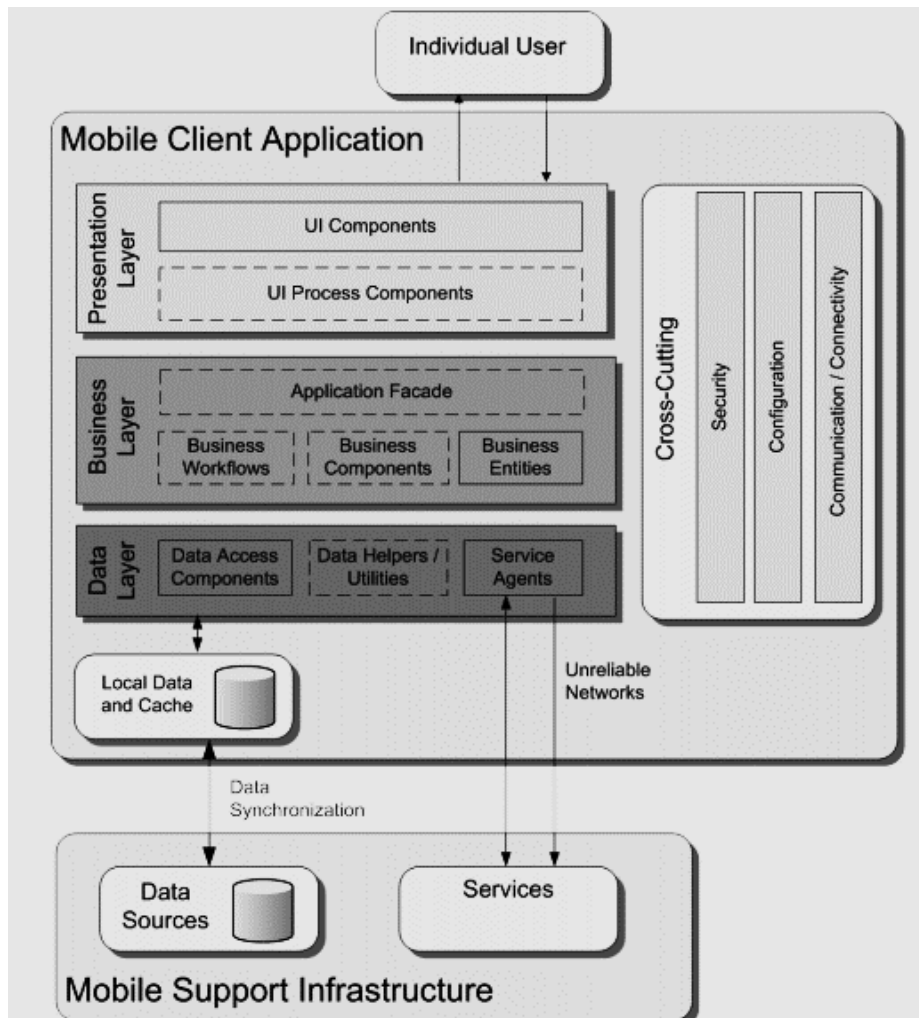 Individual User
Mobile Client Application
Presentation
Layer
UI Components
UI Process Components
Business
Layer
Application Facade
Business
Workflows
Business
Components
Business
Entities
Data
Layer
Data Access
Components
Data Helpers /
Utilities
Service
Agents
Cross-Cutting
Security
Configuration
Communication / Connectivity
Local Data
and Cache
Unreliable
Networks
Data
Synchronization
Data
Sources
Services
Mobile Support Infrastructure